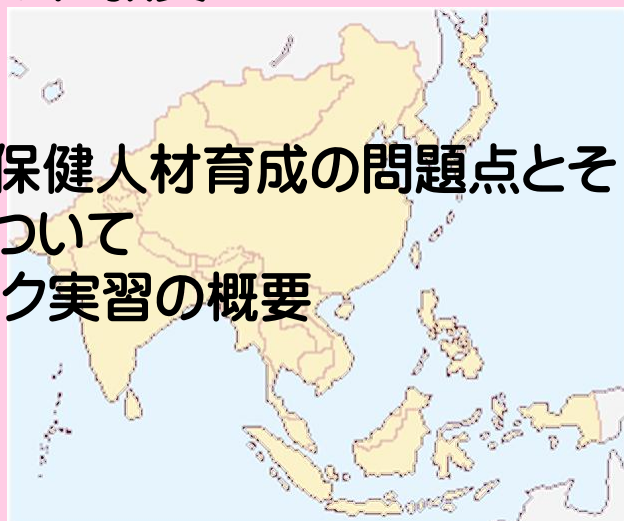 保健人材育成の問題点とそ
ついて
ク実習の概要